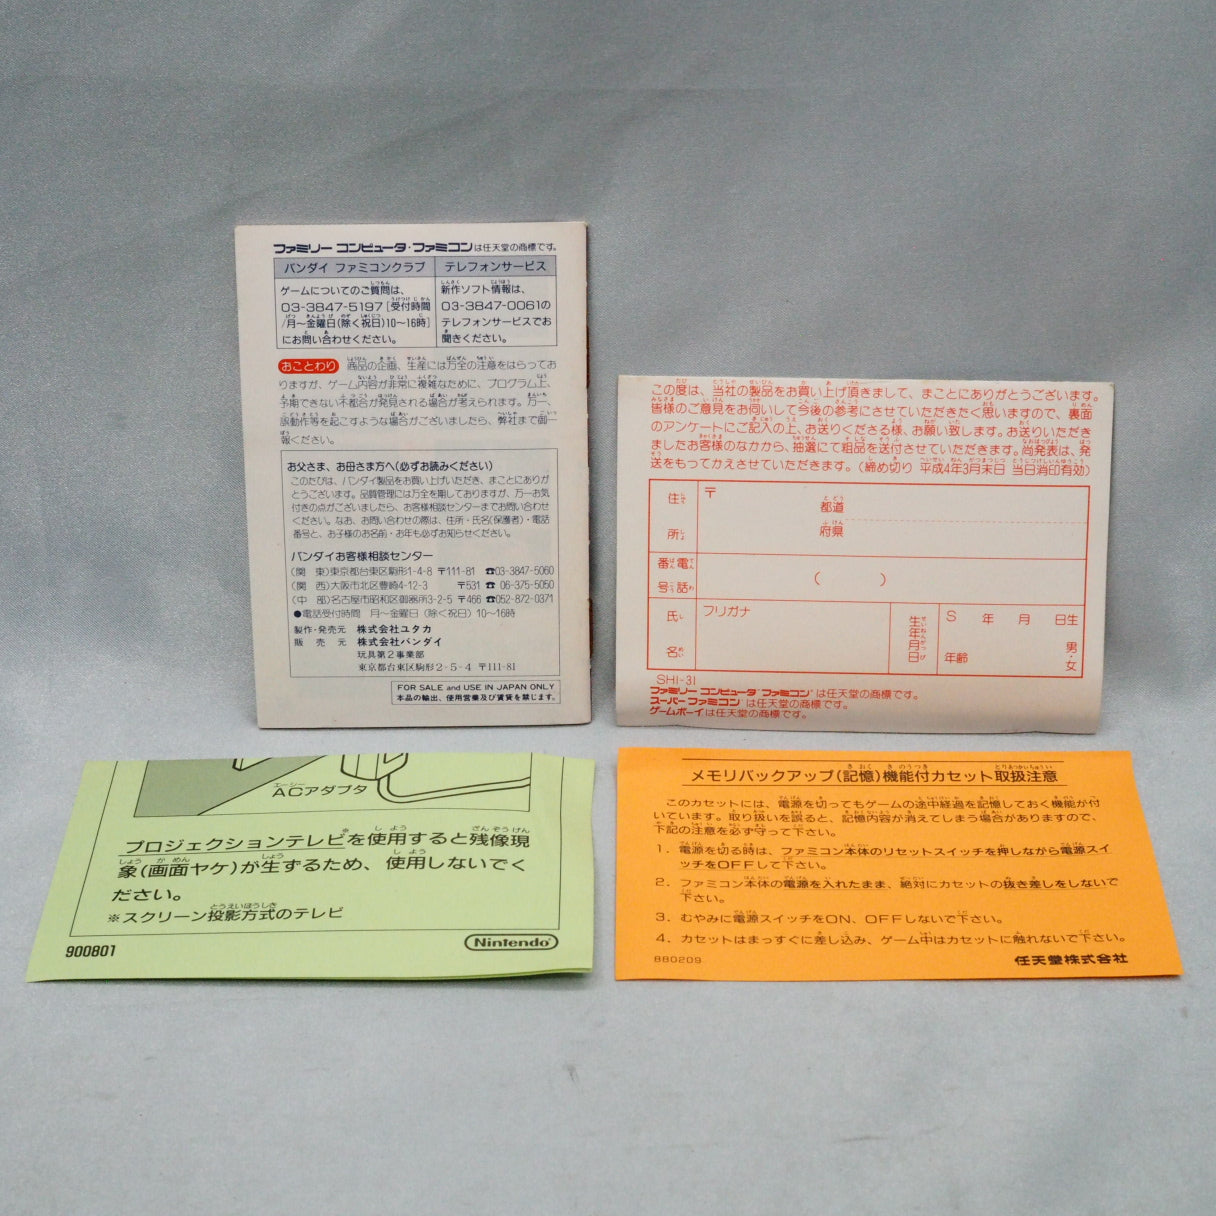 ファミリー コンピュータ・ファミコンは任天堂の商標です。
バンダイ ファミコンクラブ
ゲームについてのご質問は、
03-3847-5197[受付時間
/月〜金曜日(除く祝日)10〜16時]
にお問い合わせください。
テレフォンサービス
新作ソフト情報は、
03-3847-0061の
テレフォンサービスでお
聞きください。
おことわり 商品の企画、生産には万全の注意をはらってお
りますが、ゲーム内容が非常に複雑なために、プログラム上、
予期できない不都合が発見される場合が考えられます。万一、
誤動作等を起こすような場合がございましたら、弊社まで御一
報ください。
お父さま、お田さま方へ(必ずお読みください)
このたびは、バンダイ製品をお買い上げいただき、まことにありが
とうございます。品質管理には万全を期しておりますが、万一お気
付きの点がございましたら、お客様相談センターまでお問い合わせ
ください。なお、お問い合わせの際は、住所・氏名(保護者)・電話
番号と、お子様のお名前・お年も必ずお知らせください。
バンダイお客様相談センター
(関 東)東京都台東区駒形1-4-8 〒111-81 ☎03-3847-5060
(関 西)大阪市北区豊崎4-12-3 〒531 ☎06-375-5050
(中 部)名古屋市昭和区御器所3-2-5 〒466 ☎052-872-0371
●電話受付時間 月〜金曜日(除く祝日)10〜16時
製作・発売元 株式会社ユタカ
販 売 元 株式会社バンダイ
玩具第2事業部
東京都台東区駒形2-5-4 〒111-81
FOR SALE and USE IN JAPAN ONLY
本品の輸出、使用営業及び賃貸を禁じます。
この度は、当社の製品をお買い上げ頂きまして、まことにありがとうございます。
皆様のご意見をお伺いして今後の参考にさせていただきたく思いますので、裏面
のアンケートにご記入の上、お送りくださる様、お願い致します。お送りいただき
ましたお客様のなかから、抽選にて粗品を送付させていただきます。尚発表は、発
送をもってかえさせていただきます。(締め切り 平成4年3月末日 当日消印有効)
住所
〒
都道
府県
電話番号
( )
氏名
フリガナ
生年月日
S 年 月 日生
年齢
男・女
SHI-31
ファミリー コンピュータ ファミコンは任天堂の商標です。
スーパーファミコンは任天堂の商標です。
ゲームボーイは任天堂の商標です。
ACアダプタ
プロジェクションテレビ※を使用すると残像現
象(画面ヤケ)が生ずるため、使用しないでく
ださい。
※スクリーン投影方式のテレビ
900801
Nintendo
メモリバックアップ(記憶)機能付カセット取扱注意
このカセットには、電源を切ってもゲームの途中経過を記憶しておく機能が付
いています。取り扱いを誤ると、記憶内容が消えてしまう場合がありますので、
下記の注意を必ず守って下さい。
1. 電源を切る時は、ファミコン本体のリセットスイッチを押しながら電源スイ
ッチをOFFして下さい。
2. ファミコン本体の電源を入れたまま、絶対にカセットの抜き差しをしないで
下さい。
3. むやみに電源スイッチをON、OFFしないで下さい。
4. カセットはまっすぐに差し込み、ゲーム中はカセットに触れないで下さい。
880209
任天堂株式会社